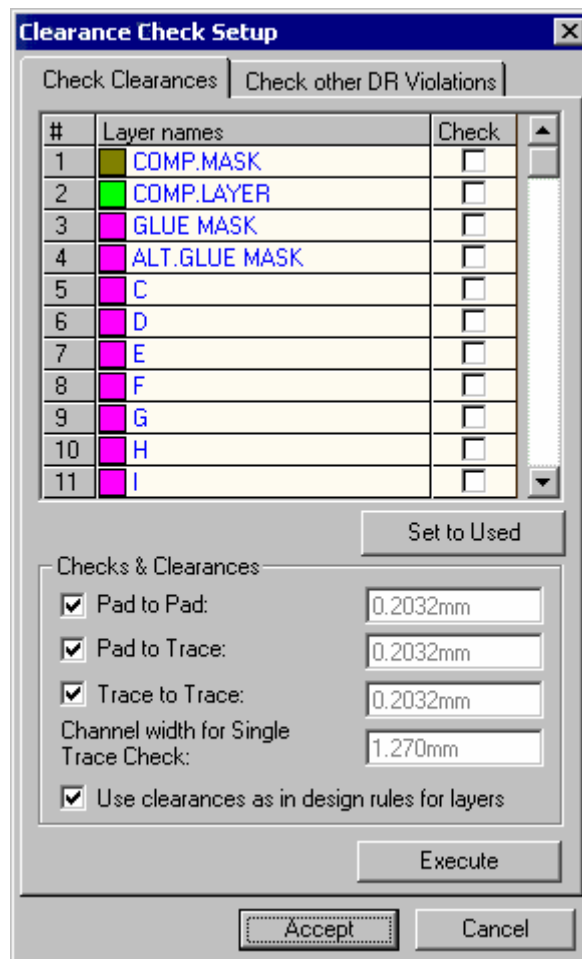 Clearance Check Setup
Check Clearances Check other DR Violations
# Layer names Check
1 COMP.MASK
2 COMP.LAYER
3 GLUE MASK
4 ALT.GLUE MASK
5 C
6 D
7 E
8 F
9 G
10 H
11 I
Set to Used
Checks & Clearances
Pad to Pad: 0.2032mm
Pad to Trace: 0.2032mm
Trace to Trace: 0.2032mm
Channel width for Single
Trace Check: 1.270mm
Use clearances as in design rules for layers
Execute
Accept Cancel